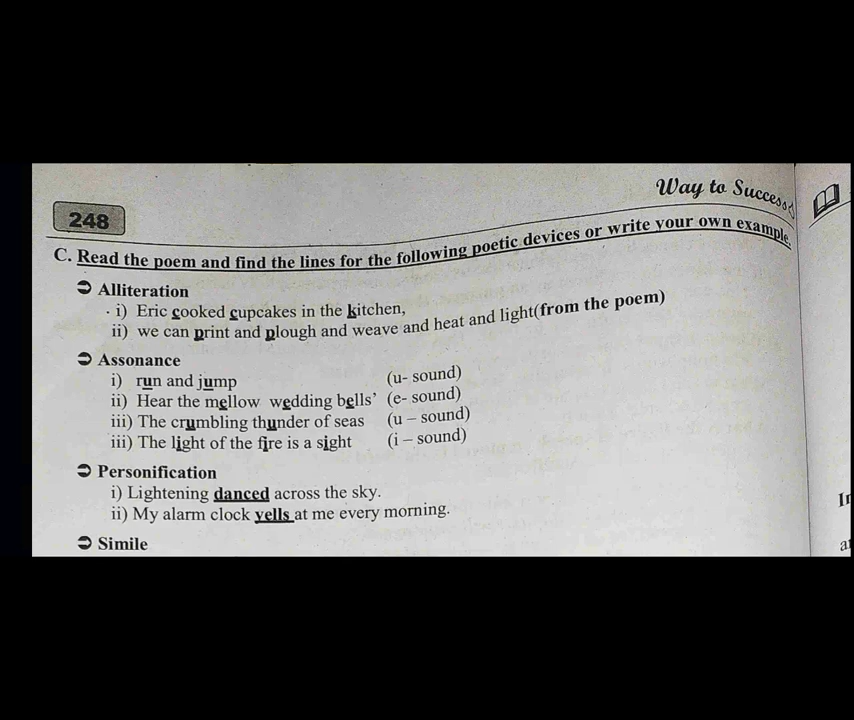 Way to Success
248
C. Read the poem and find the lines for the following poetic devices or write your own example.
Alliteration
i) Eric cooked cupcakes in the kitchen,
ii) we can print and plough and weave and heat and light(from the poem)
Assonance
i) run and jump (u- sound)
ii) Hear the mellow wedding bells’ (e- sound)
iii) The crumbling thunder of seas (u – sound)
iii) The light of the fire is a sight (i – sound)
Personification
i) Lightening danced across the sky.
ii) My alarm clock yells at me every morning.
Simile